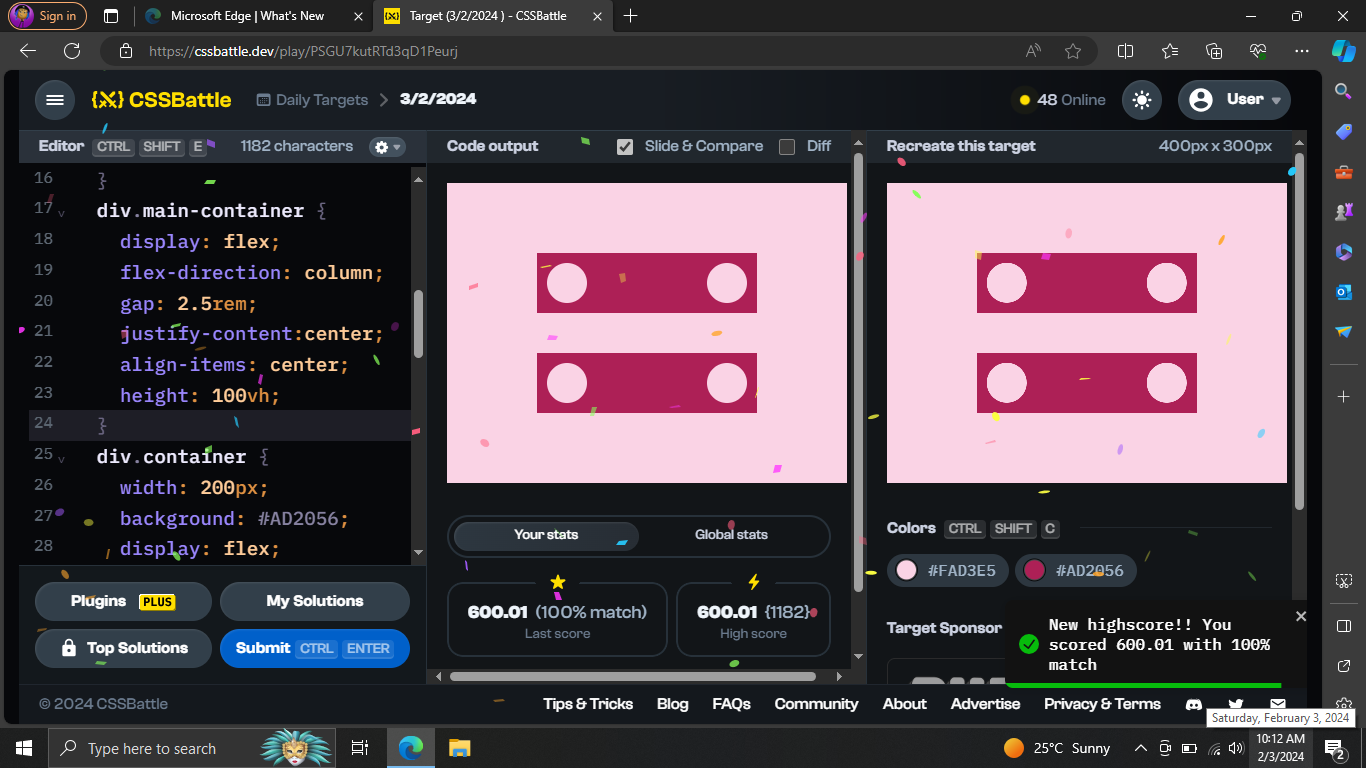 Sign in
Microsoft Edge | What's New
Target (3/2/2024 ) - CSSBattle
https://cssbattle.dev/play/PSGU7kutRTd3qD1Peurj
CSSBattle
Daily Targets
3/2/2024
48 Online
User
Editor CTRL SHIFT E 1182 characters
Code output Slide & Compare Diff
Recreate this target 400px x 300px
16 }
17 div.main-container {
18 display: flex;
19 flex-direction: column;
20 gap: 2.5rem;
21 justify-content:center;
22 align-items: center;
23 height: 100vh;
24 }
25 div.container {
26 width: 200px;
27 background: #AD2056;
28 display: flex;
Your stats Global stats
600.01 (100% match)
Last score
600.01 {1182}
High score
Colors CTRL SHIFT C
#FAD3E5 #AD2056
Target Sponsor
New highscore!! You
scored 600.01 with 100%
match
Plugins PLUS
My Solutions
Top Solutions
Submit CTRL ENTER
© 2024 CSSBattle
Tips & Tricks Blog FAQs Community About Advertise Privacy & Terms
Saturday, February 3, 2024
Type here to search
25°C Sunny
10:12 AM
2/3/2024
2